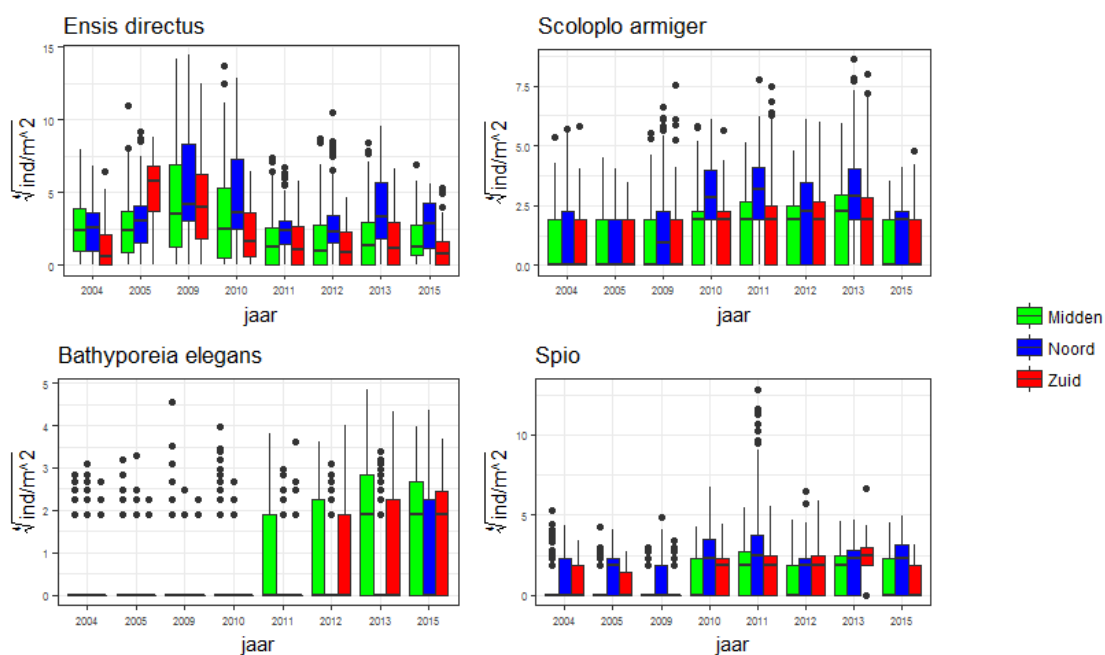 Ensis directus
15
10
5
0
∜ind/m^2
2004 2005 2009 2010 2011 2012 2013 2015
jaar
Scoloplo armiger
7.5
5.0
2.5
0.0
∜ind/m^2
2004 2005 2009 2010 2011 2012 2013 2015
jaar
Bathyporeia elegans
5
4
3
2
1
0
∜ind/m^2
2004 2005 2009 2010 2011 2012 2013 2015
jaar
Spio
10
5
0
∜ind/m^2
2004 2005 2009 2010 2011 2012 2013 2015
jaar
Midden
Noord
Zuid